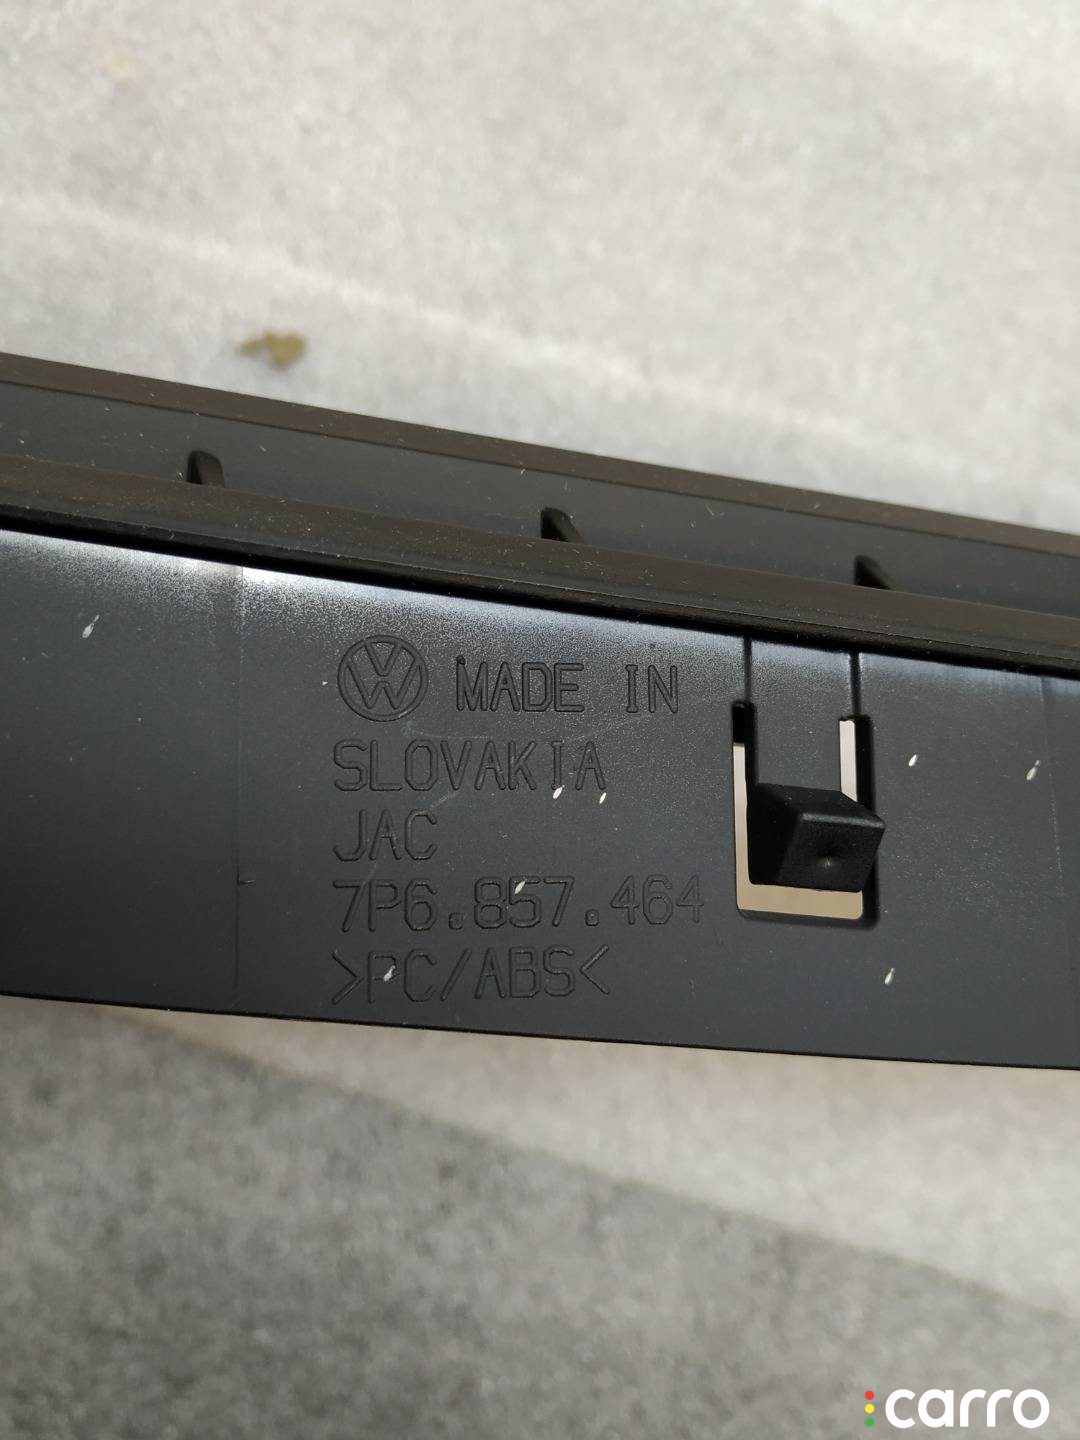 MADE IN
SLOVAKIA
JAC
7P6.857.464
>PC/ABS<
carro